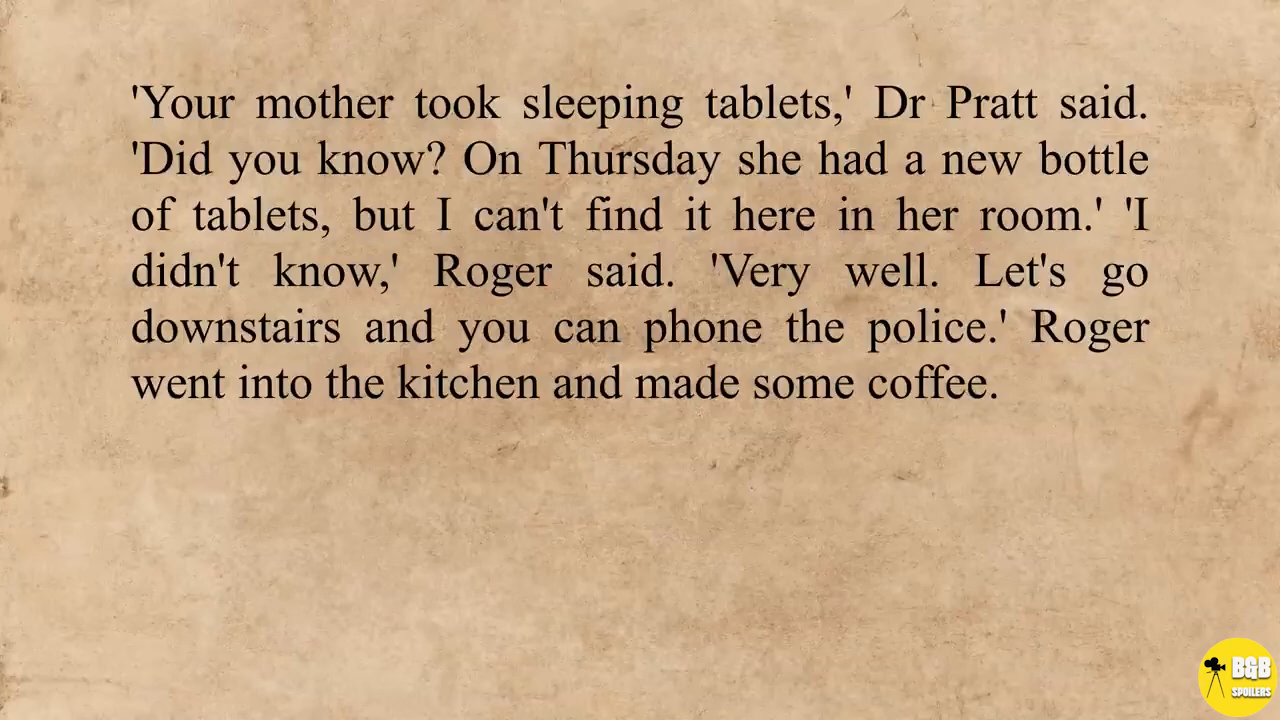 'Your mother took sleeping tablets,' Dr Pratt said.
'Did you know? On Thursday she had a new bottle
of tablets, but I can't find it here in her room.' 'I
didn't know,' Roger said. 'Very well. Let's go
downstairs and you can phone the police.' Roger
went into the kitchen and made some coffee.
B&B
SPOILERS